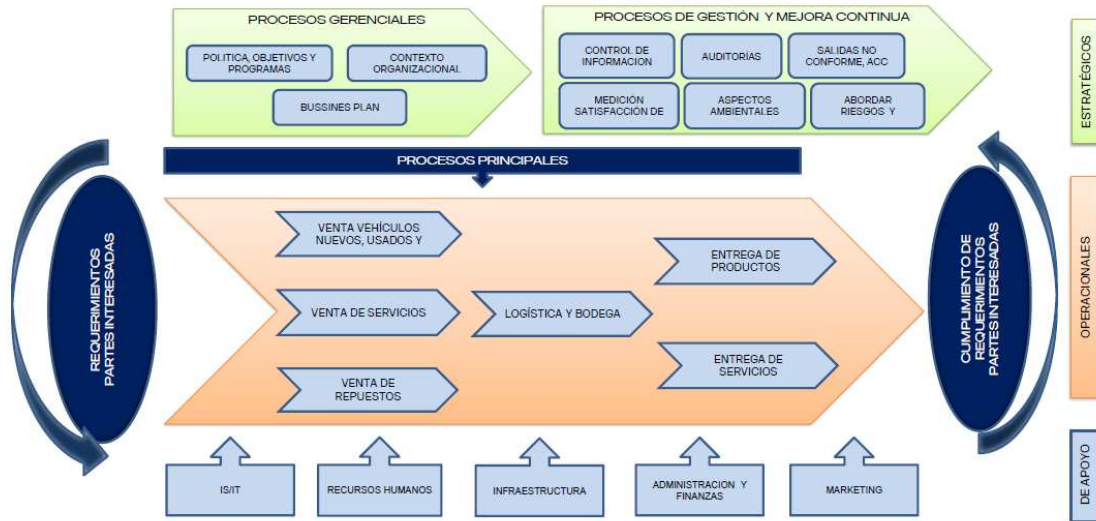 PROCESOS GERENCIALES
POLITICA, OBJETIVOS Y
PROGRAMAS
CONTEXTO
ORGANIZACIONAL
BUSSINES PLAN
PROCESOS DE GESTIÓN Y MEJORA CONTINUA
CONTROL DE
INFORMACION
AUDITORÍAS
SALIDAS NO
CONFORME, ACC
MEDICIÓN
SATISFACCIÓN DE
ASPECTOS
AMBIENTALES
ABORDAR
RIESGOS Y
ESTRATÉGICOS
PROCESOS PRINCIPALES
REQUERIMIENTOS
PARTES INTERESADAS
VENTA VEHÍCULOS
NUEVOS, USADOS Y
VENTA DE SERVICIOS
VENTA DE
REPUESTOS
LOGÍSTICA Y BODEGA
ENTREGA DE
PRODUCTOS
ENTREGA DE
SERVICIOS
CUMPLIMIENTO DE
REQUERIMIENTOS
PARTES INTERESADAS
OPERACIONALES
IS/IT
RECURSOS HUMANOS
INFRAESTRUCTURA
ADMINISTRACION Y
FINANZAS
MARKETING
DE APOYO